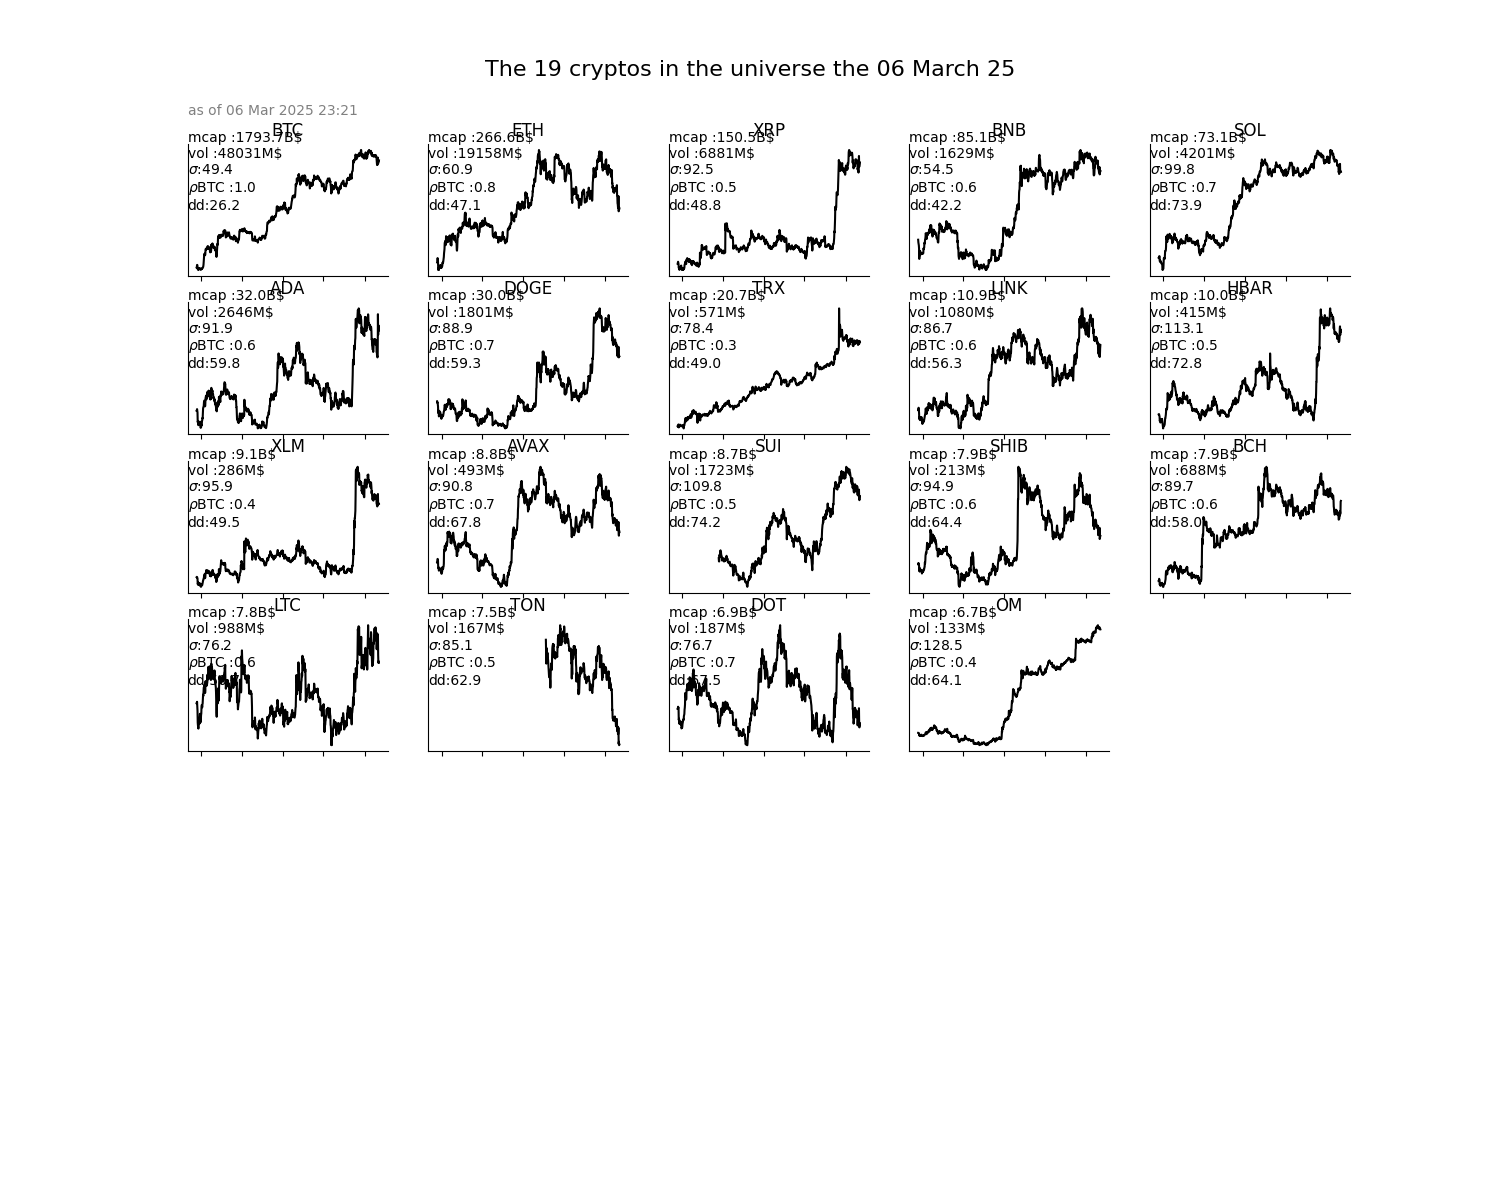 The 19 cryptos in the universe the 06 March 25
as of 06 Mar 2025 23:21
BTC
mcap :1793.7B$
vol :48031M$
σ:49.4
ρBTC :1.0
dd:26.2
ETH
mcap :266.6B$
vol :19158M$
σ:60.9
ρBTC :0.8
dd:47.1
XRP
mcap :150.5B$
vol :6881M$
σ:92.5
ρBTC :0.5
dd:48.8
BNB
mcap :85.1B$
vol :1629M$
σ:54.5
ρBTC :0.6
dd:42.2
SOL
mcap :73.1B$
vol :4201M$
σ:99.8
ρBTC :0.7
dd:73.9
ADA
mcap :32.0B$
vol :2646M$
σ:91.9
ρBTC :0.6
dd:59.8
DOGE
mcap :30.0B$
vol :1801M$
σ:88.9
ρBTC :0.7
dd:59.3
TRX
mcap :20.7B$
vol :571M$
σ:78.4
ρBTC :0.3
dd:49.0
LINK
mcap :10.9B$
vol :1080M$
σ:86.7
ρBTC :0.6
dd:56.3
HBAR
mcap :10.0B$
vol :415M$
σ:113.1
ρBTC :0.5
dd:72.8
XLM
mcap :9.1B$
vol :286M$
σ:95.9
ρBTC :0.4
dd:49.5
AVAX
mcap :8.8B$
vol :493M$
σ:90.8
ρBTC :0.7
dd:67.8
SUI
mcap :8.7B$
vol :1723M$
σ:109.8
ρBTC :0.5
dd:74.2
SHIB
mcap :7.9B$
vol :213M$
σ:94.9
ρBTC :0.6
dd:64.4
BCH
mcap :7.9B$
vol :688M$
σ:89.7
ρBTC :0.6
dd:58.0
LTC
mcap :7.8B$
vol :988M$
σ:76.2
ρBTC :0.6
TON
mcap :7.5B$
vol :167M$
σ:85.1
ρBTC :0.5
dd:62.9
DOT
mcap :6.9B$
vol :187M$
σ:76.7
ρBTC :0.7
OM
mcap :6.7B$
vol :133M$
σ:128.5
ρBTC :0.4
dd:64.1